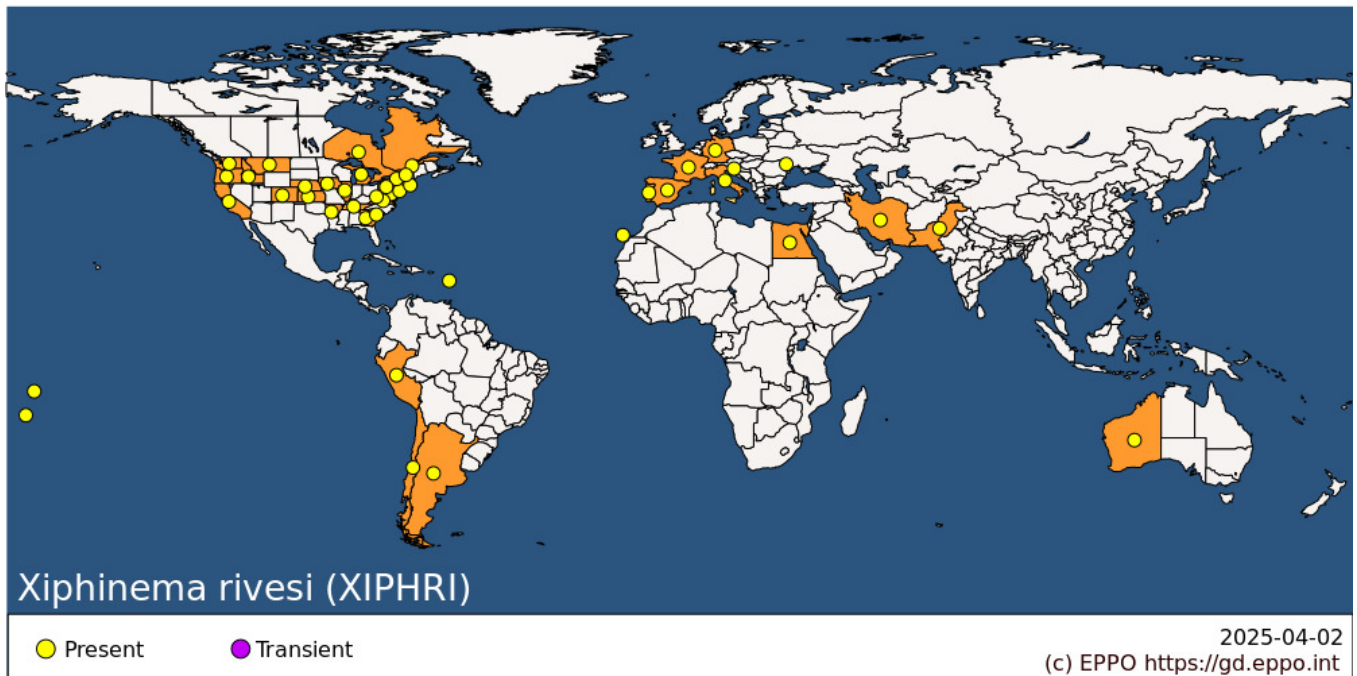 Xiphinema rivesi (XIPHRI)
Present
Transient
2025-04-02
(c) EPPO https://gd.eppo.int